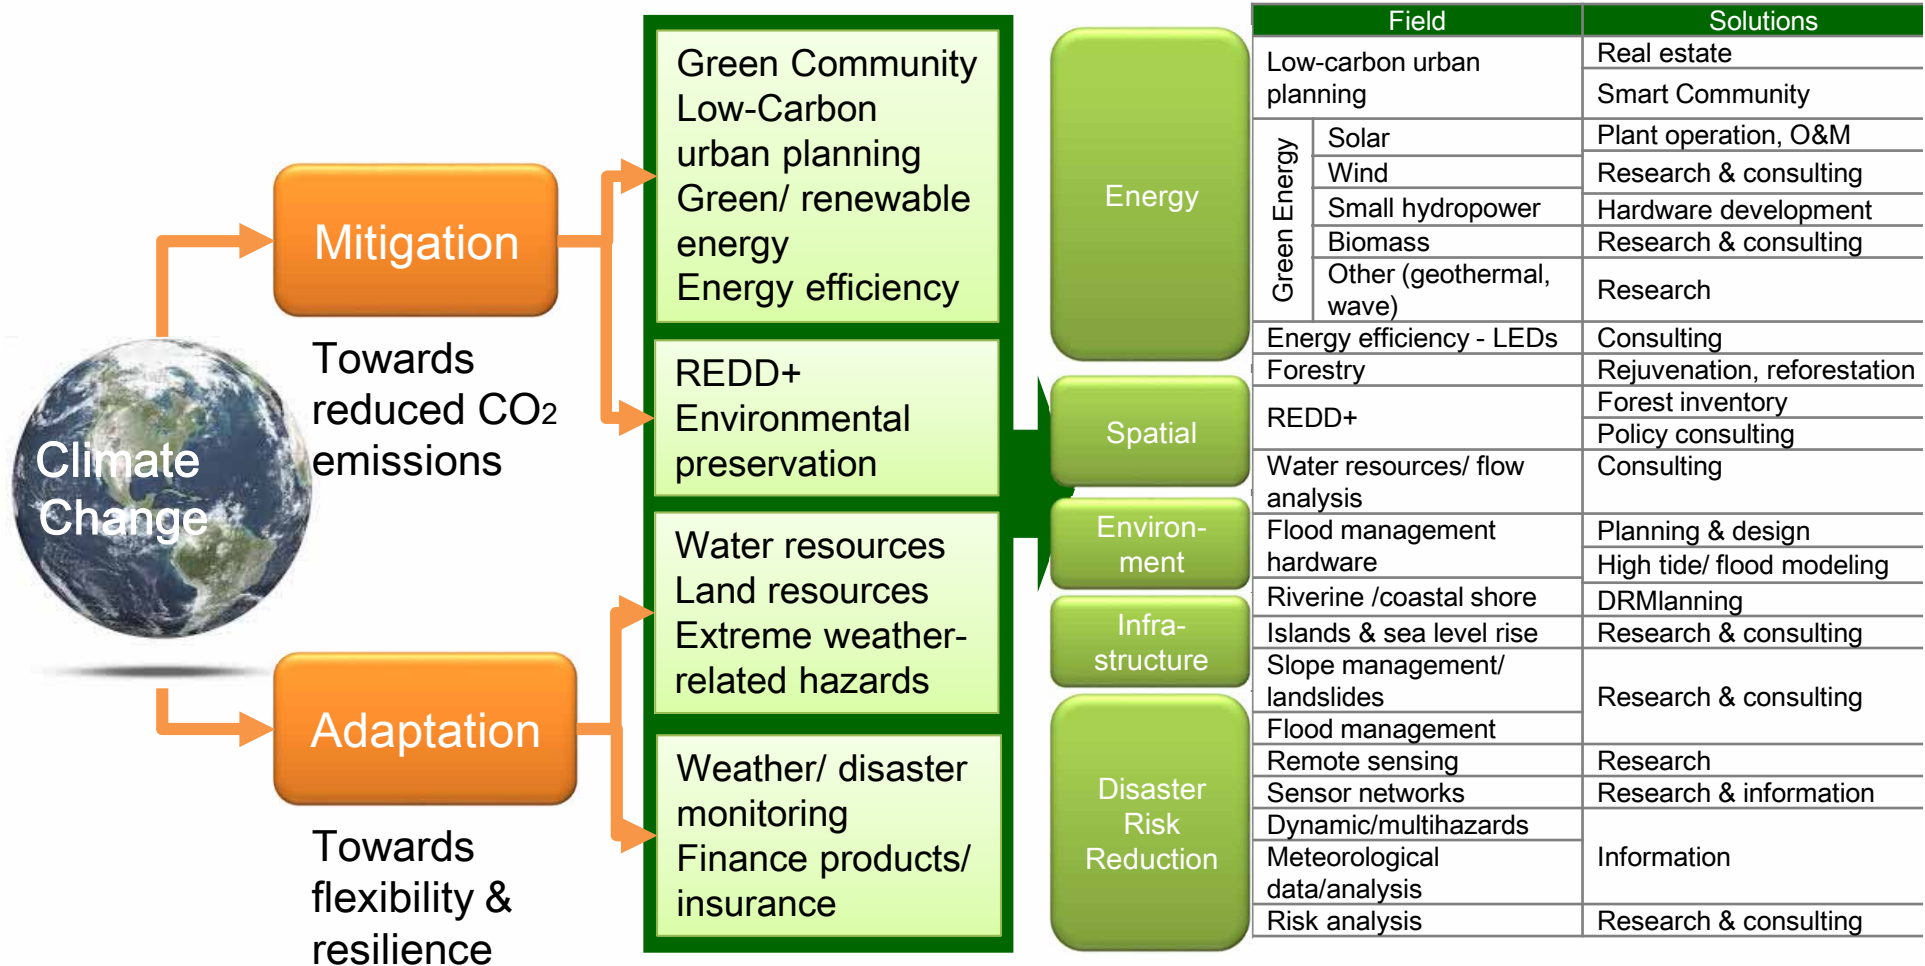 Climate
Change
Mitigation
Towards
reduced CO2
emissions
Adaptation
Towards
flexibility &
resilience
Green Community
Low-Carbon
urban planning
Green/ renewable
energy
Energy efficiency
REDD+
Environmental
preservation
Water resources
Land resources
Extreme weather-
related hazards
Weather/ disaster
monitoring
Finance products/
insurance
Energy
Spatial
Environ-
ment
Infra-
structure
Disaster
Risk
Reduction
Field Solutions
Low-carbon urban
planning
Real estate
Smart Community
Green Energy
Solar Plant operation, O&M
Wind Research & consulting
Small hydropower Hardware development
Biomass Research & consulting
Other (geothermal,
wave)
Research
Energy efficiency - LEDs Consulting
Forestry Rejuvenation, reforestation
REDD+
Forest inventory
Policy consulting
Water resources/ flow
analysis
Consulting
Flood management
hardware
Planning & design
High tide/ flood modeling
Riverine /coastal shore DRMlanning
Islands & sea level rise Research & consulting
Slope management/
landslides
Flood management
Research & consulting
Remote sensing Research
Sensor networks Research & information
Dynamic/multihazards
Meteorological
data/analysis
Information
Risk analysis Research & consulting